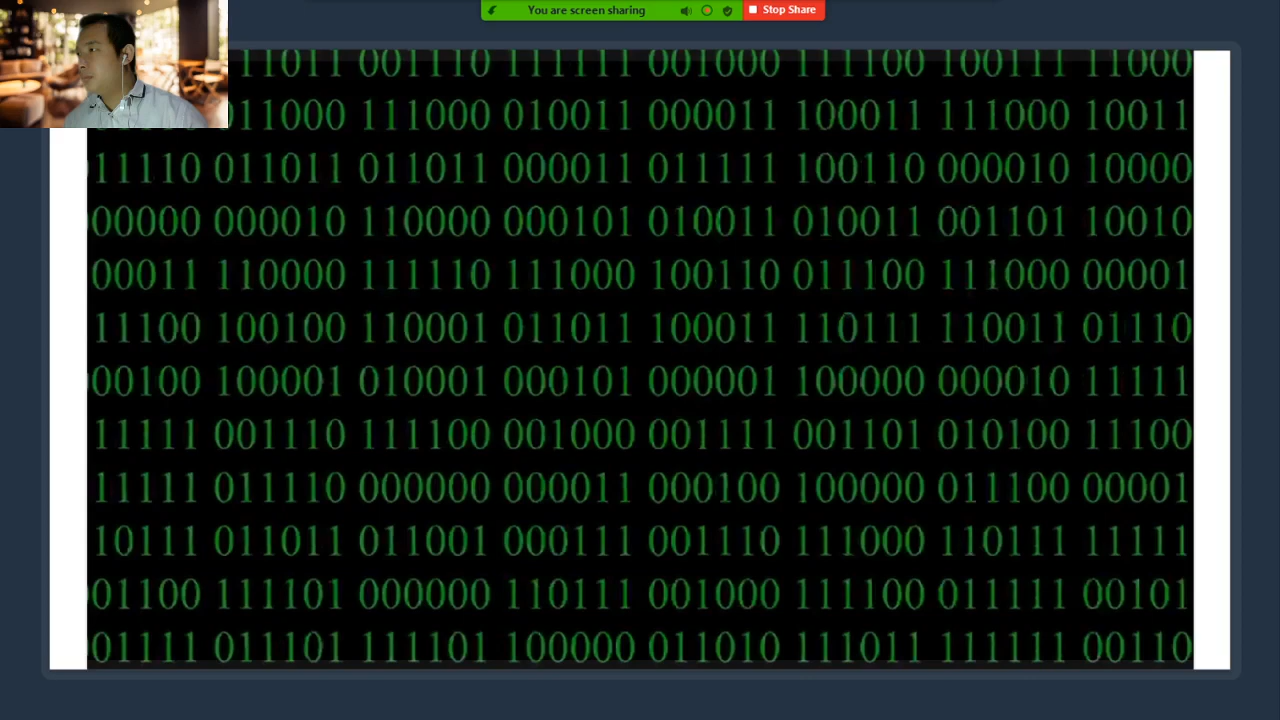 You are screen sharing Stop Share
11011 001110 11111 001000 111100 100111 11000
011000 111000 010011 000011 100011 111000 10011
11110 011011 011011 000011 011111 100110 000010 10000
00000 000010 110000 000101 010011 010011 001101 10010
00011 110000 111110 111000 100110 011100 111000 00001
11100 100100 110001 011011 100011 110111 110011 01110
00100 100001 010001 000101 000001 100000 000010 11111
11111 001110 111100 001000 001111 001101 010100 11100
11111 011110 000000 000011 000100 100000 011100 00001
10111 011011 011001 000111 001110 111000 110111 11111
01100 111101 000000 110111 001000 111100 011111 00101
01111 011101 111101 100000 011010 111011 111111 00110